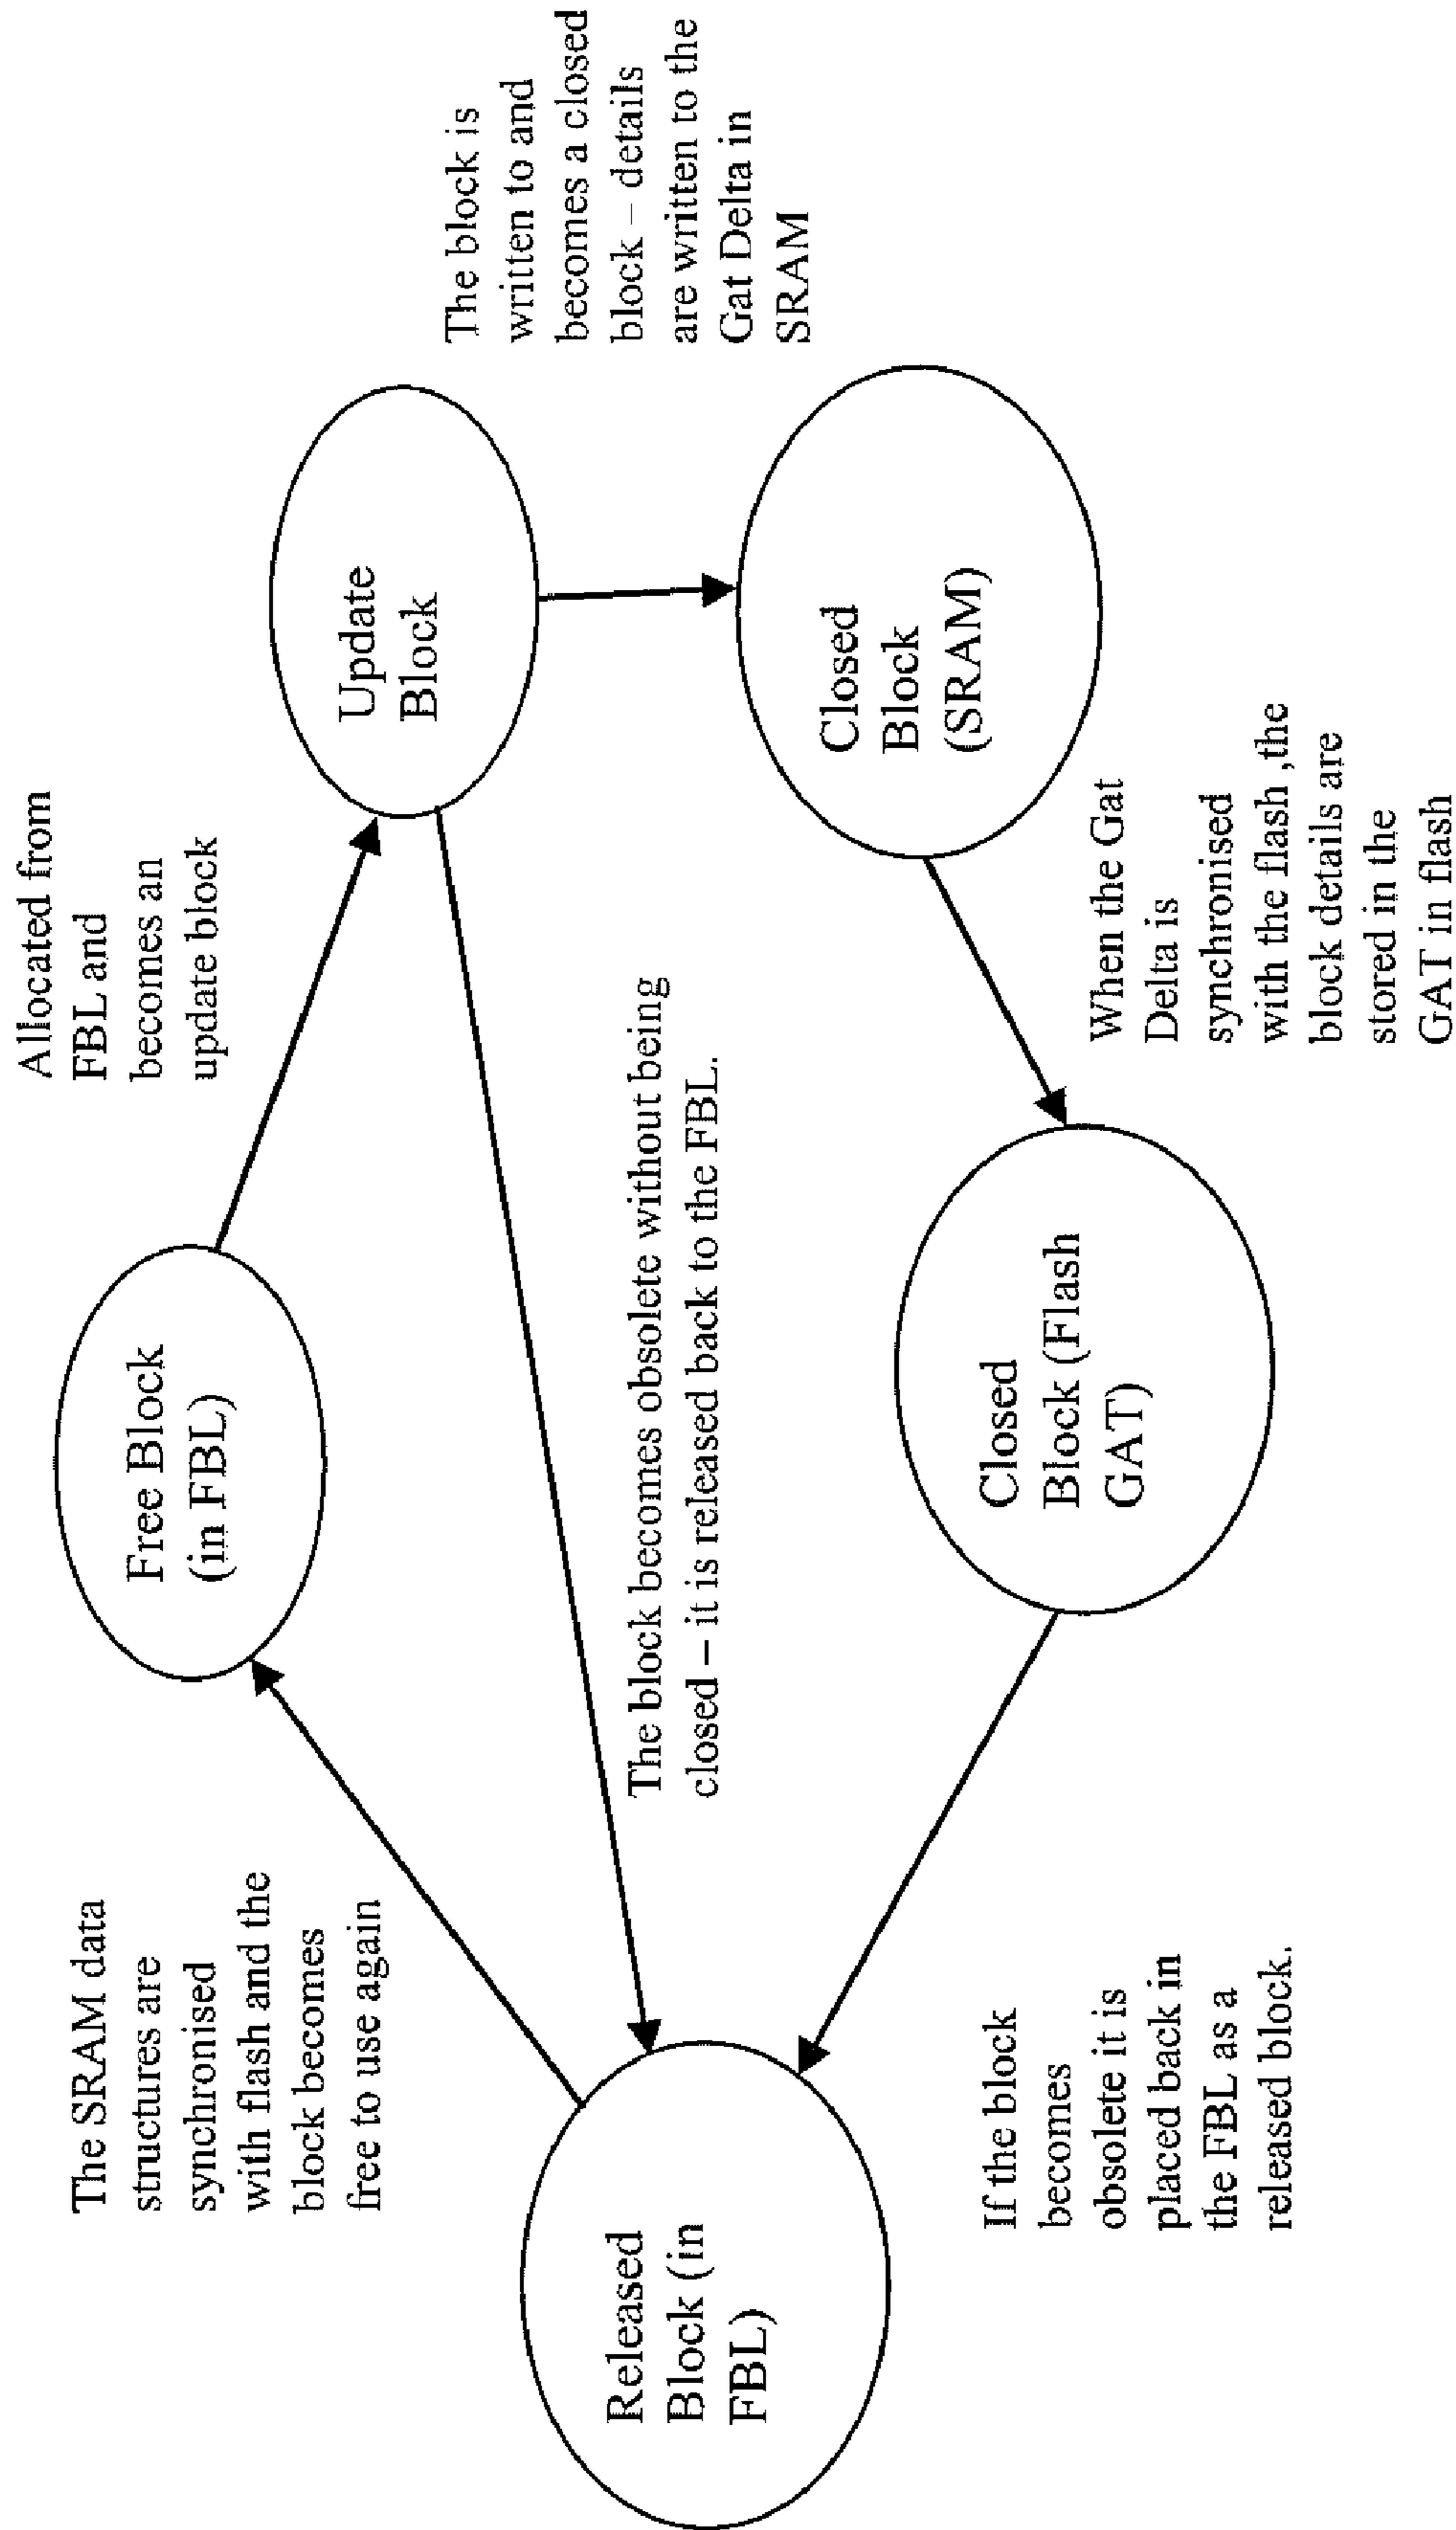 Allocated from
FBL and
becomes an
update block
The SRAM data
structures are
synchronised
with flash and the
block becomes
free to use again
Free Block
(in FBL)
Update
Block
The block is
written to and
becomes a closed
block – details
are written to the
Gat Delta in
SRAM
The block becomes obsolete without being
closed – it is released back to the FBL.
Released
Block (in
FBL)
Closed
Block
(SRAM)
Closed
Block (Flash
GAT)
When the Gat
Delta is
synchronised
with the flash ,the
block details are
stored in the
GAT in flash
If the block
becomes
obsolete it is
placed back in
the FBL as a
released block.